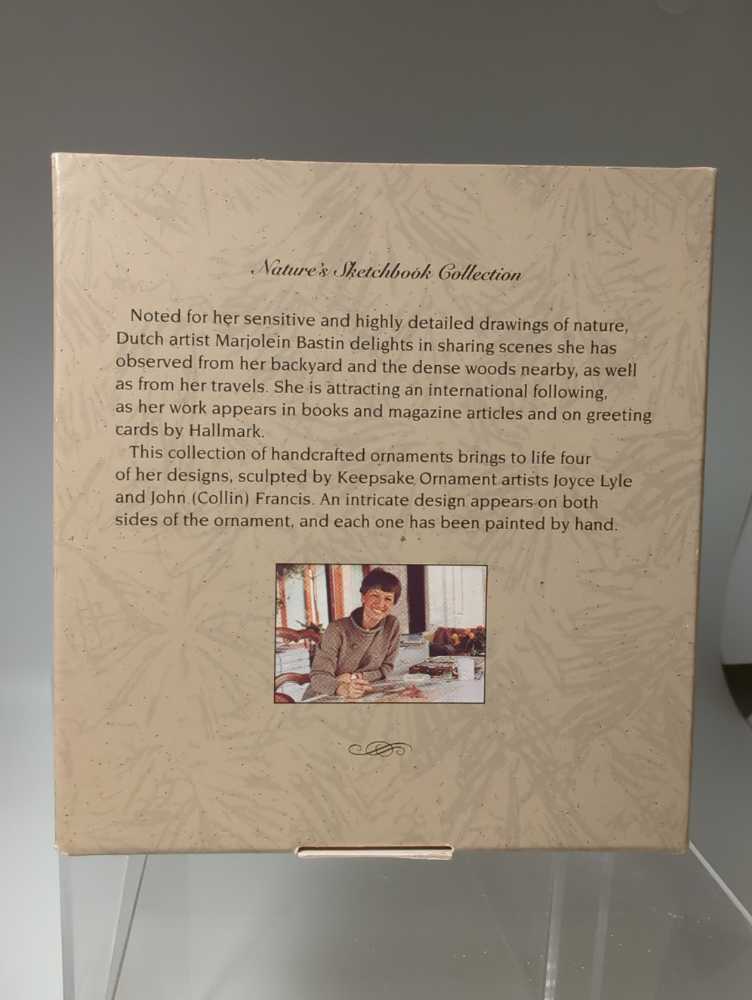 Nature's Sketchbook Collection
Noted for her sensitive and highly detailed drawings of nature,
Dutch artist Marjolein Bastin delights in sharing scenes she has
observed from her backyard and the dense woods nearby, as well
as from her travels. She is attracting an international following,
as her work appears in books and magazine articles and on greeting
cards by Hallmark.
This collection of handcrafted ornaments brings to life four
of her designs, sculpted by Keepsake Ornament artists Joyce Lyle
and John (Collin) Francis. An intricate design appears on both
sides of the ornament, and each one has been painted by hand.